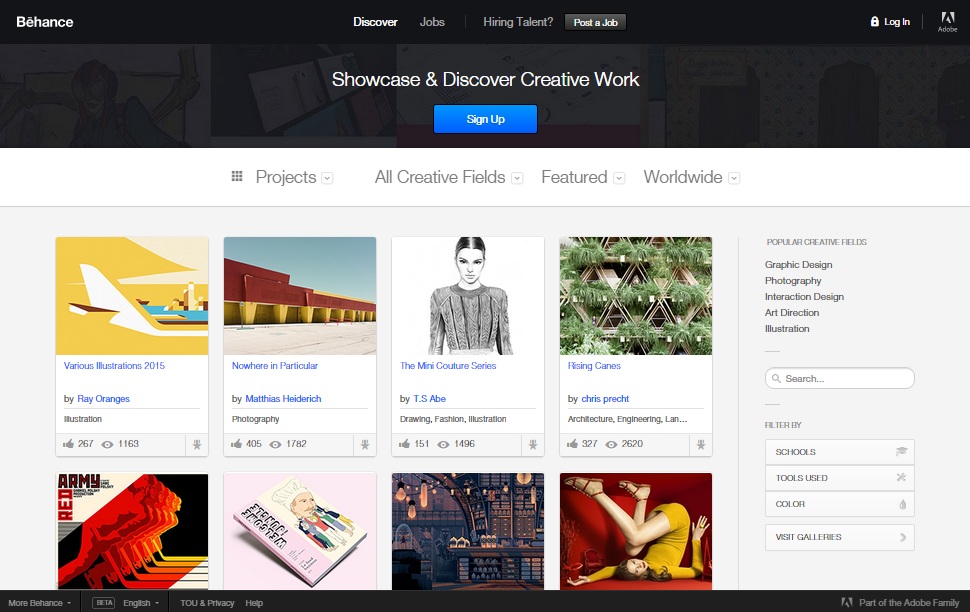 Bēhance
Discover Jobs Hiring Talent? Post a Job
Log In
Adobe
Showcase & Discover Creative Work
Sign Up
Projects All Creative Fields Featured Worldwide
Various Illustrations 2015
by Ray Oranges
Illustration
267 1163
Nowhere in Particular
by Matthias Heiderich
Photography
405 1782
The Mini Couture Series
by T.S Abe
Drawing, Fashion, Illustration
151 1496
Rising Canes
by chris precht
Architecture, Engineering, Lan...
327 2620
POPULAR CREATIVE FIELDS
Graphic Design
Photography
Interaction Design
Art Direction
Illustration
Search...
FILTER BY
SCHOOLS
TOOLS USED
COLOR
VISIT GALLERIES
RED
ARMY
More Behance BETA English TOU & Privacy Help
Part of the Adobe Family